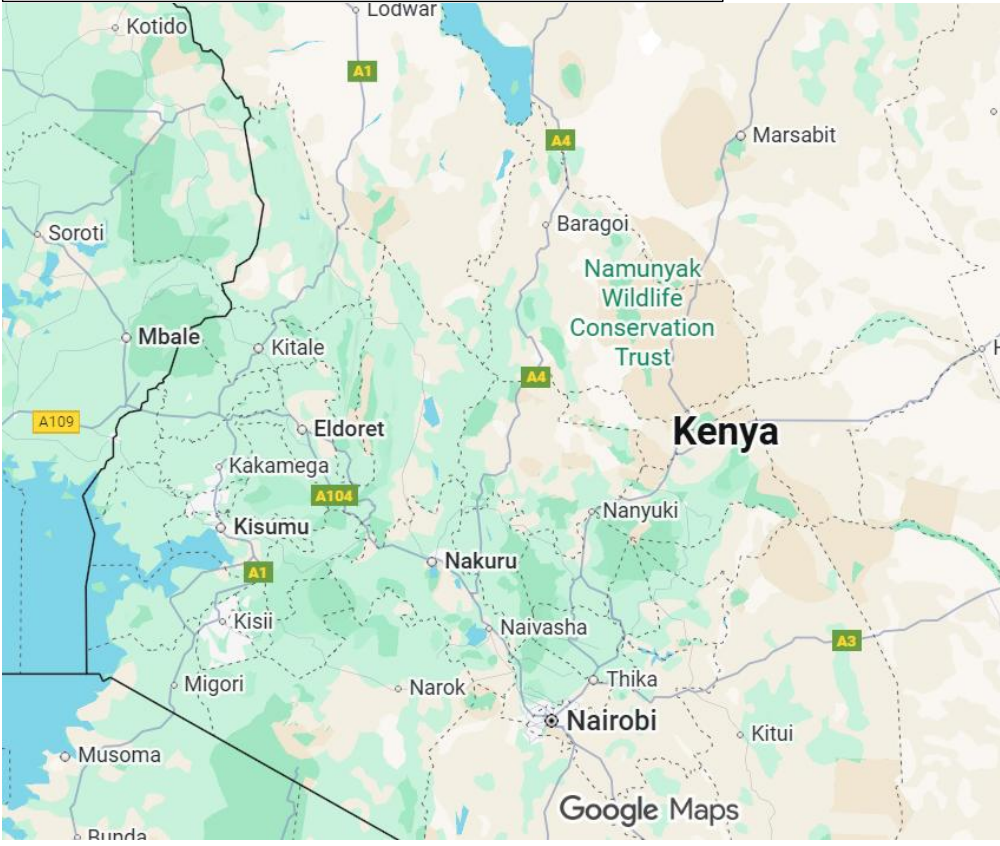 Lodwar
Kotido
A1
Marsabit
A4
Baragoi
Soroti
Namunyak
Wildlife
Conservation
Trust
Mbale
Kitale
H
A4
A109
Eldoret
Kenya
Kakamega
A104
Nanyuki
Kisumu
Nakuru
A1
Kisii
Naivasha
A3
Migori
Narok
Thika
Nairobi
Kitui
Musoma
Google Maps
Bunda